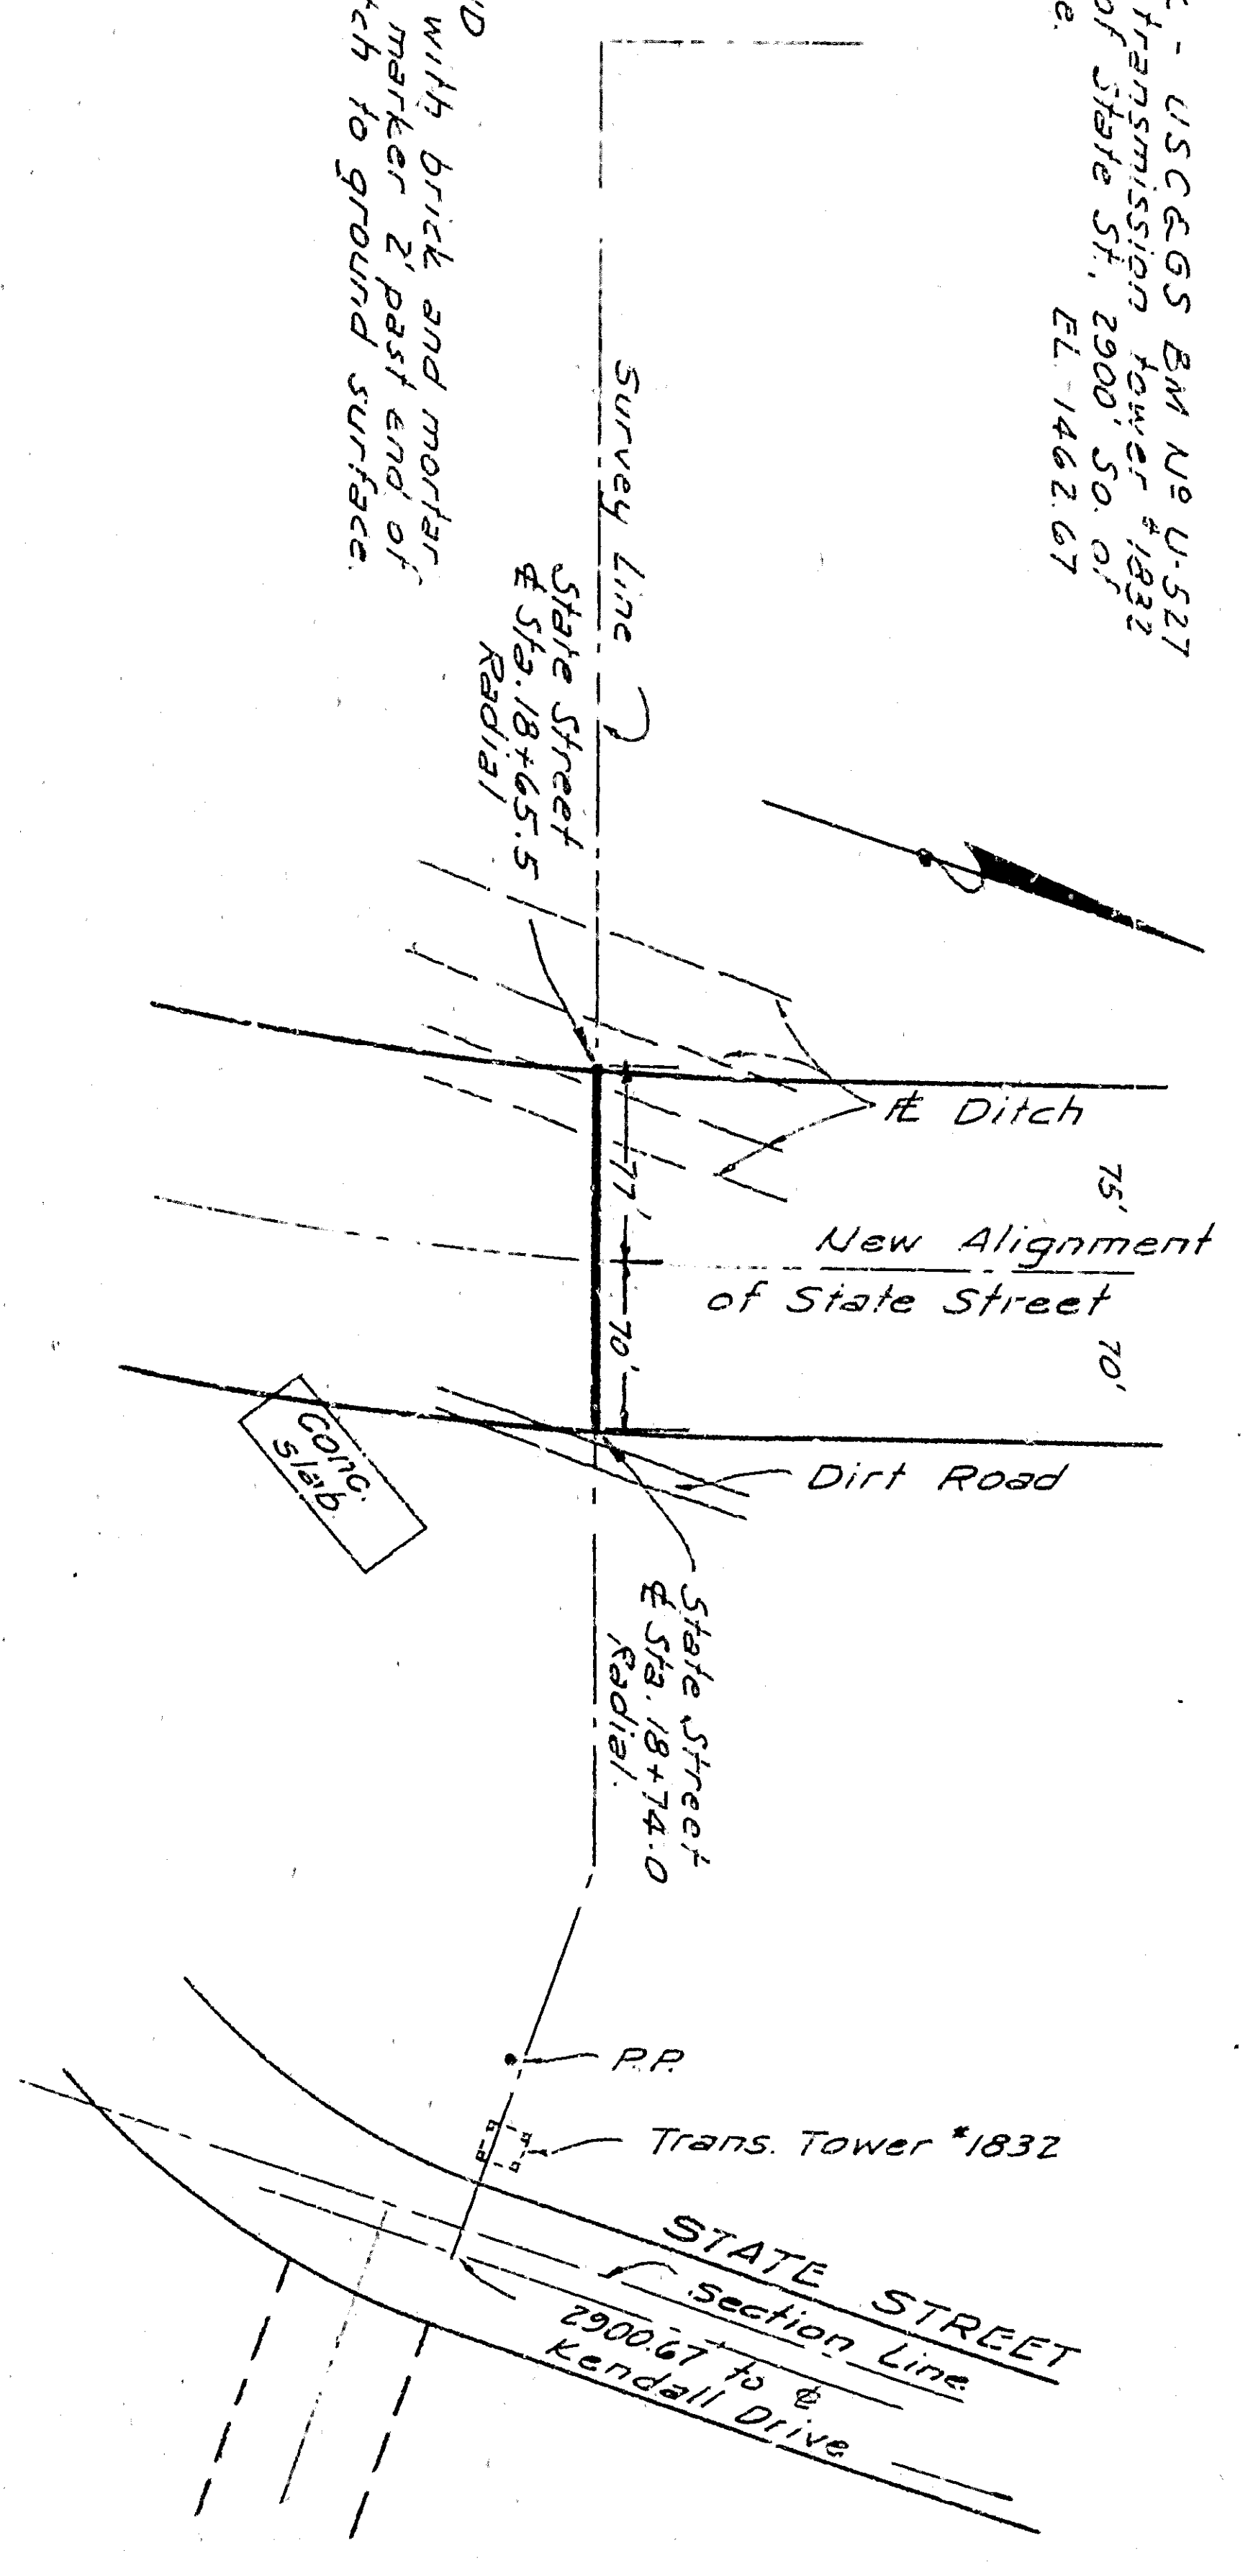 - USC&GS BM Nº U-527
transmission tower #1832
of State St., 2900' So. of
EL 1462.67
with brick and mortar
marker 2' past end of
to ground surface.
Survey Line
State Street
₵ Sta. 18+65.5
Radial
₵ Ditch
77'
70'
75'
New Alignment
of State Street
70'
Conc.
Slab
Dirt Road
State Street
₵ Sta. 18+74.0
Radial.
P.P.
Trans. Tower #1832
STATE STREET
Section Line
2900.67 to ₵
Kendall Drive